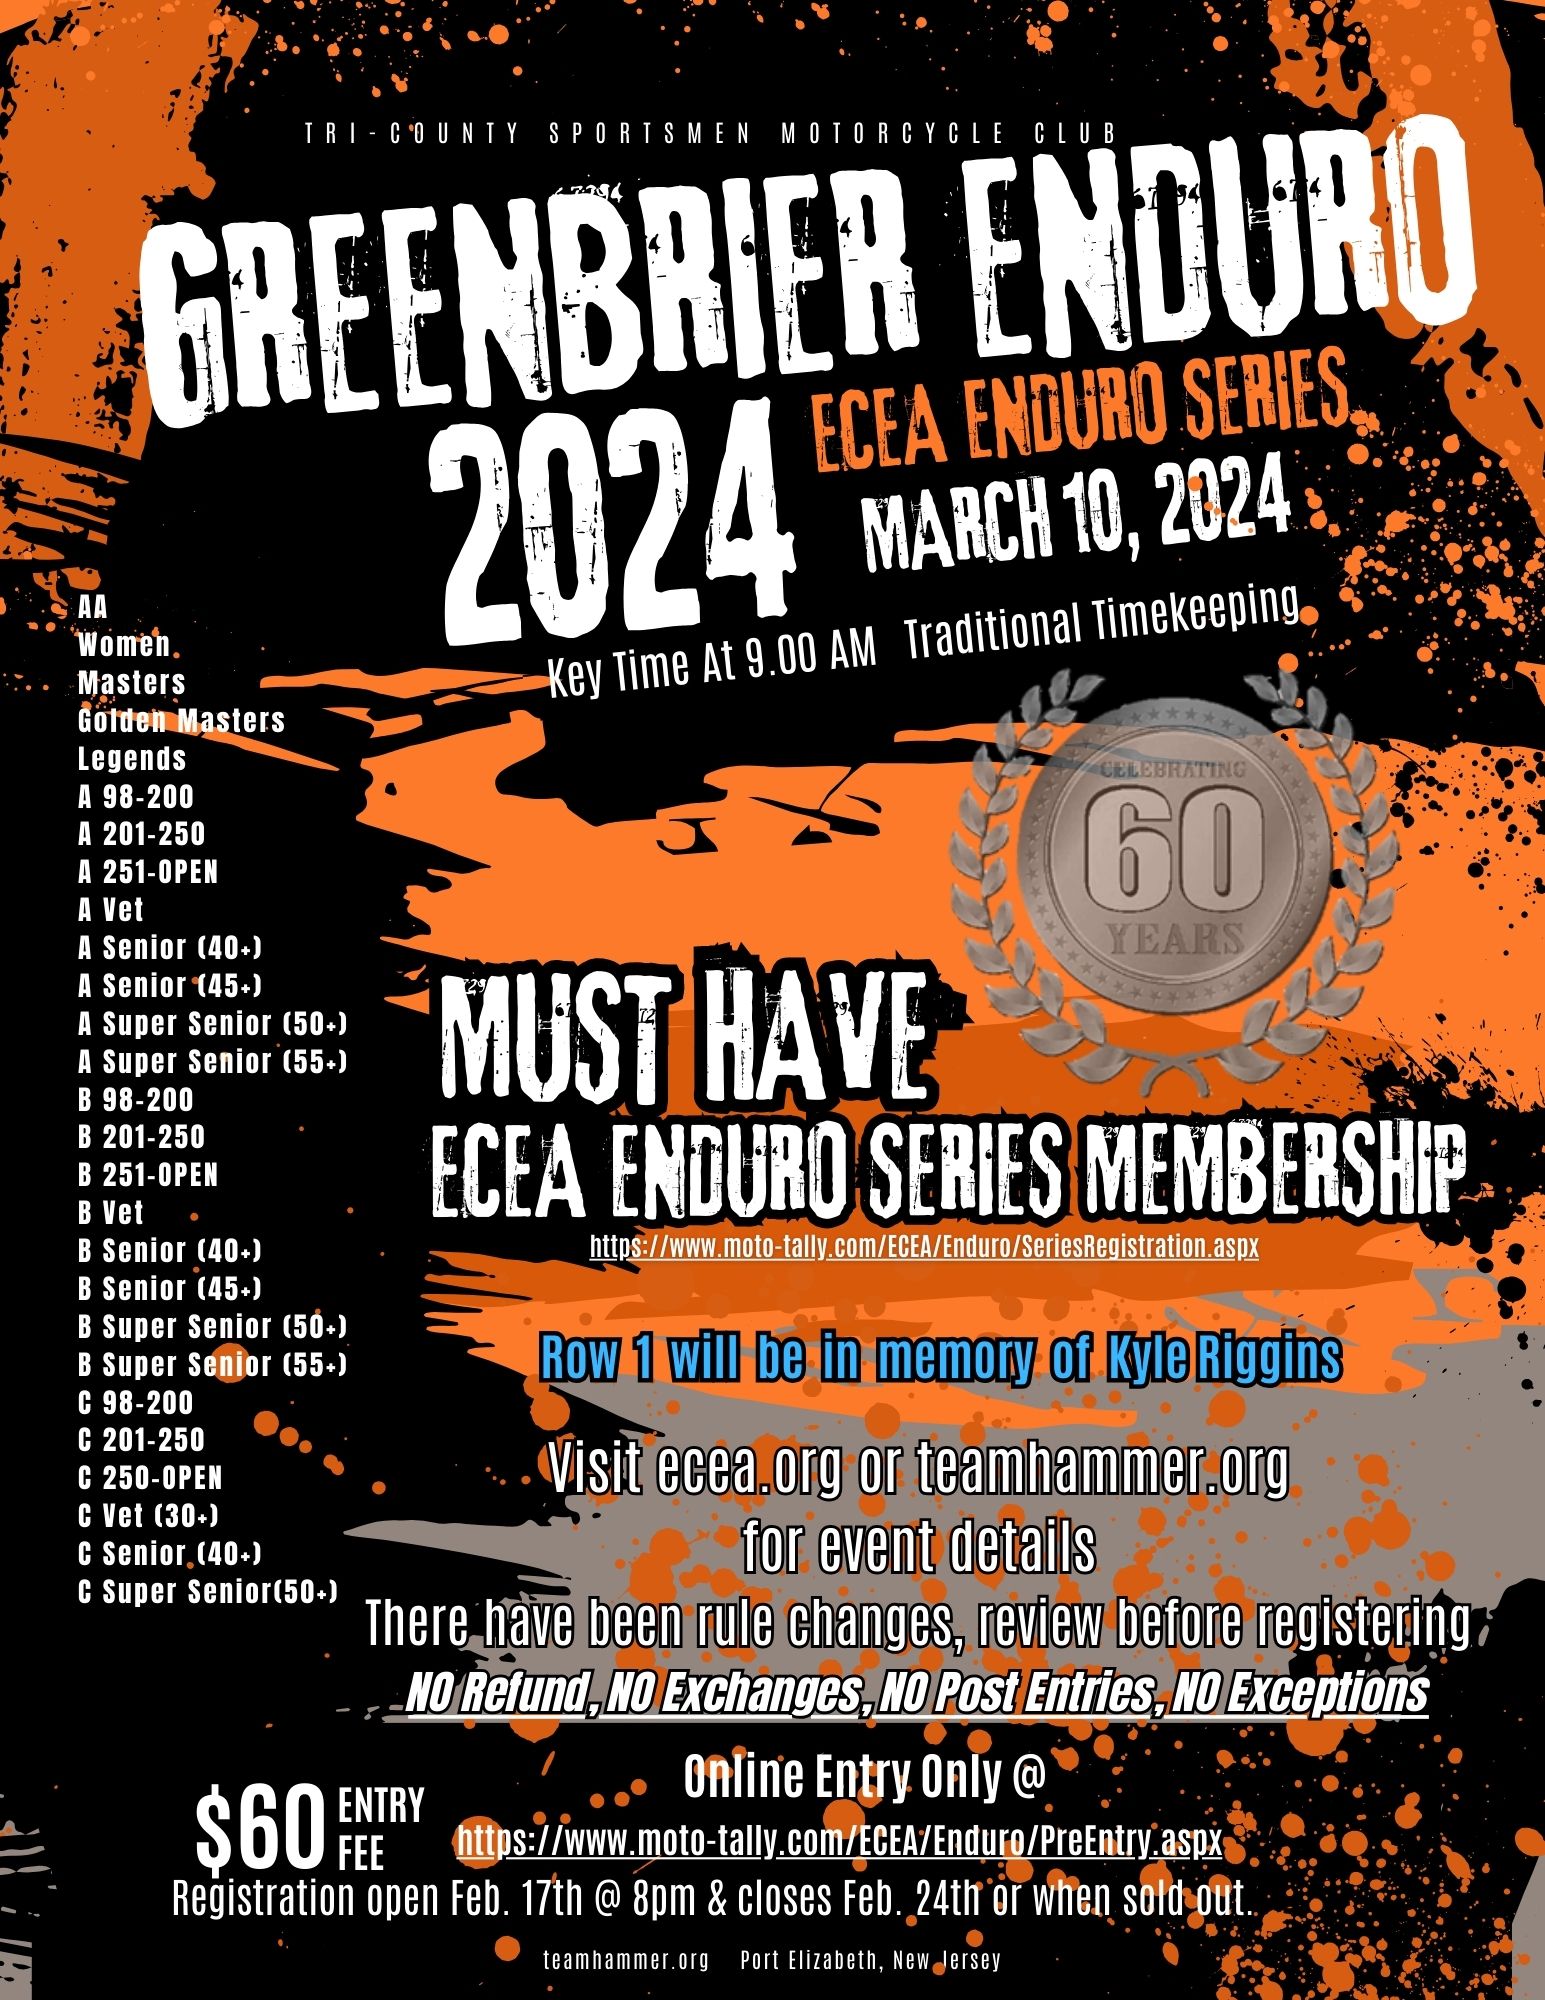 TRI-COUNTY SPORTSMEN MOTORCYCLE CLUB
GREENBRIER ENDURO
2024
ECEA ENDURO SERIES
MARCH 10, 2024
Key Time At 9.00 AM Traditional Timekeeping
AA
Women
Masters
Golden Masters
Legends
A 98-200
A 201-250
A 251-OPEN
A Vet
A Senior (40+)
A Senior (45+)
A Super Senior (50+)
A Super Senior (55+)
B 98-200
B 201-250
B 251-OPEN
B Vet
B Senior (40+)
B Senior (45+)
B Super Senior (50+)
B Super Senior (55+)
C 98-200
C 201-250
C 250-OPEN
C Vet (30+)
C Senior (40+)
C Super Senior(50+)
CELEBRATING
60
YEARS
MUST HAVE
ECEA ENDURO SERIES MEMBERSHIP
https://www.moto-tally.com/ECEA/Enduro/SeriesRegistration.aspx
Row 1 will be in memory of Kyle Riggins
Visit ecea.org or teamhammer.org
for event details
There have been rule changes, review before registering
NO Refund, NO Exchanges, NO Post Entries, NO Exceptions
Online Entry Only @
$60 ENTRY
FEE
https://www.moto-tally.com/ECEA/Enduro/PreEntry.aspx
Registration open Feb. 17th @ 8pm & closes Feb. 24th or when sold out.
teamhammer.org Port Elizabeth, New Jersey